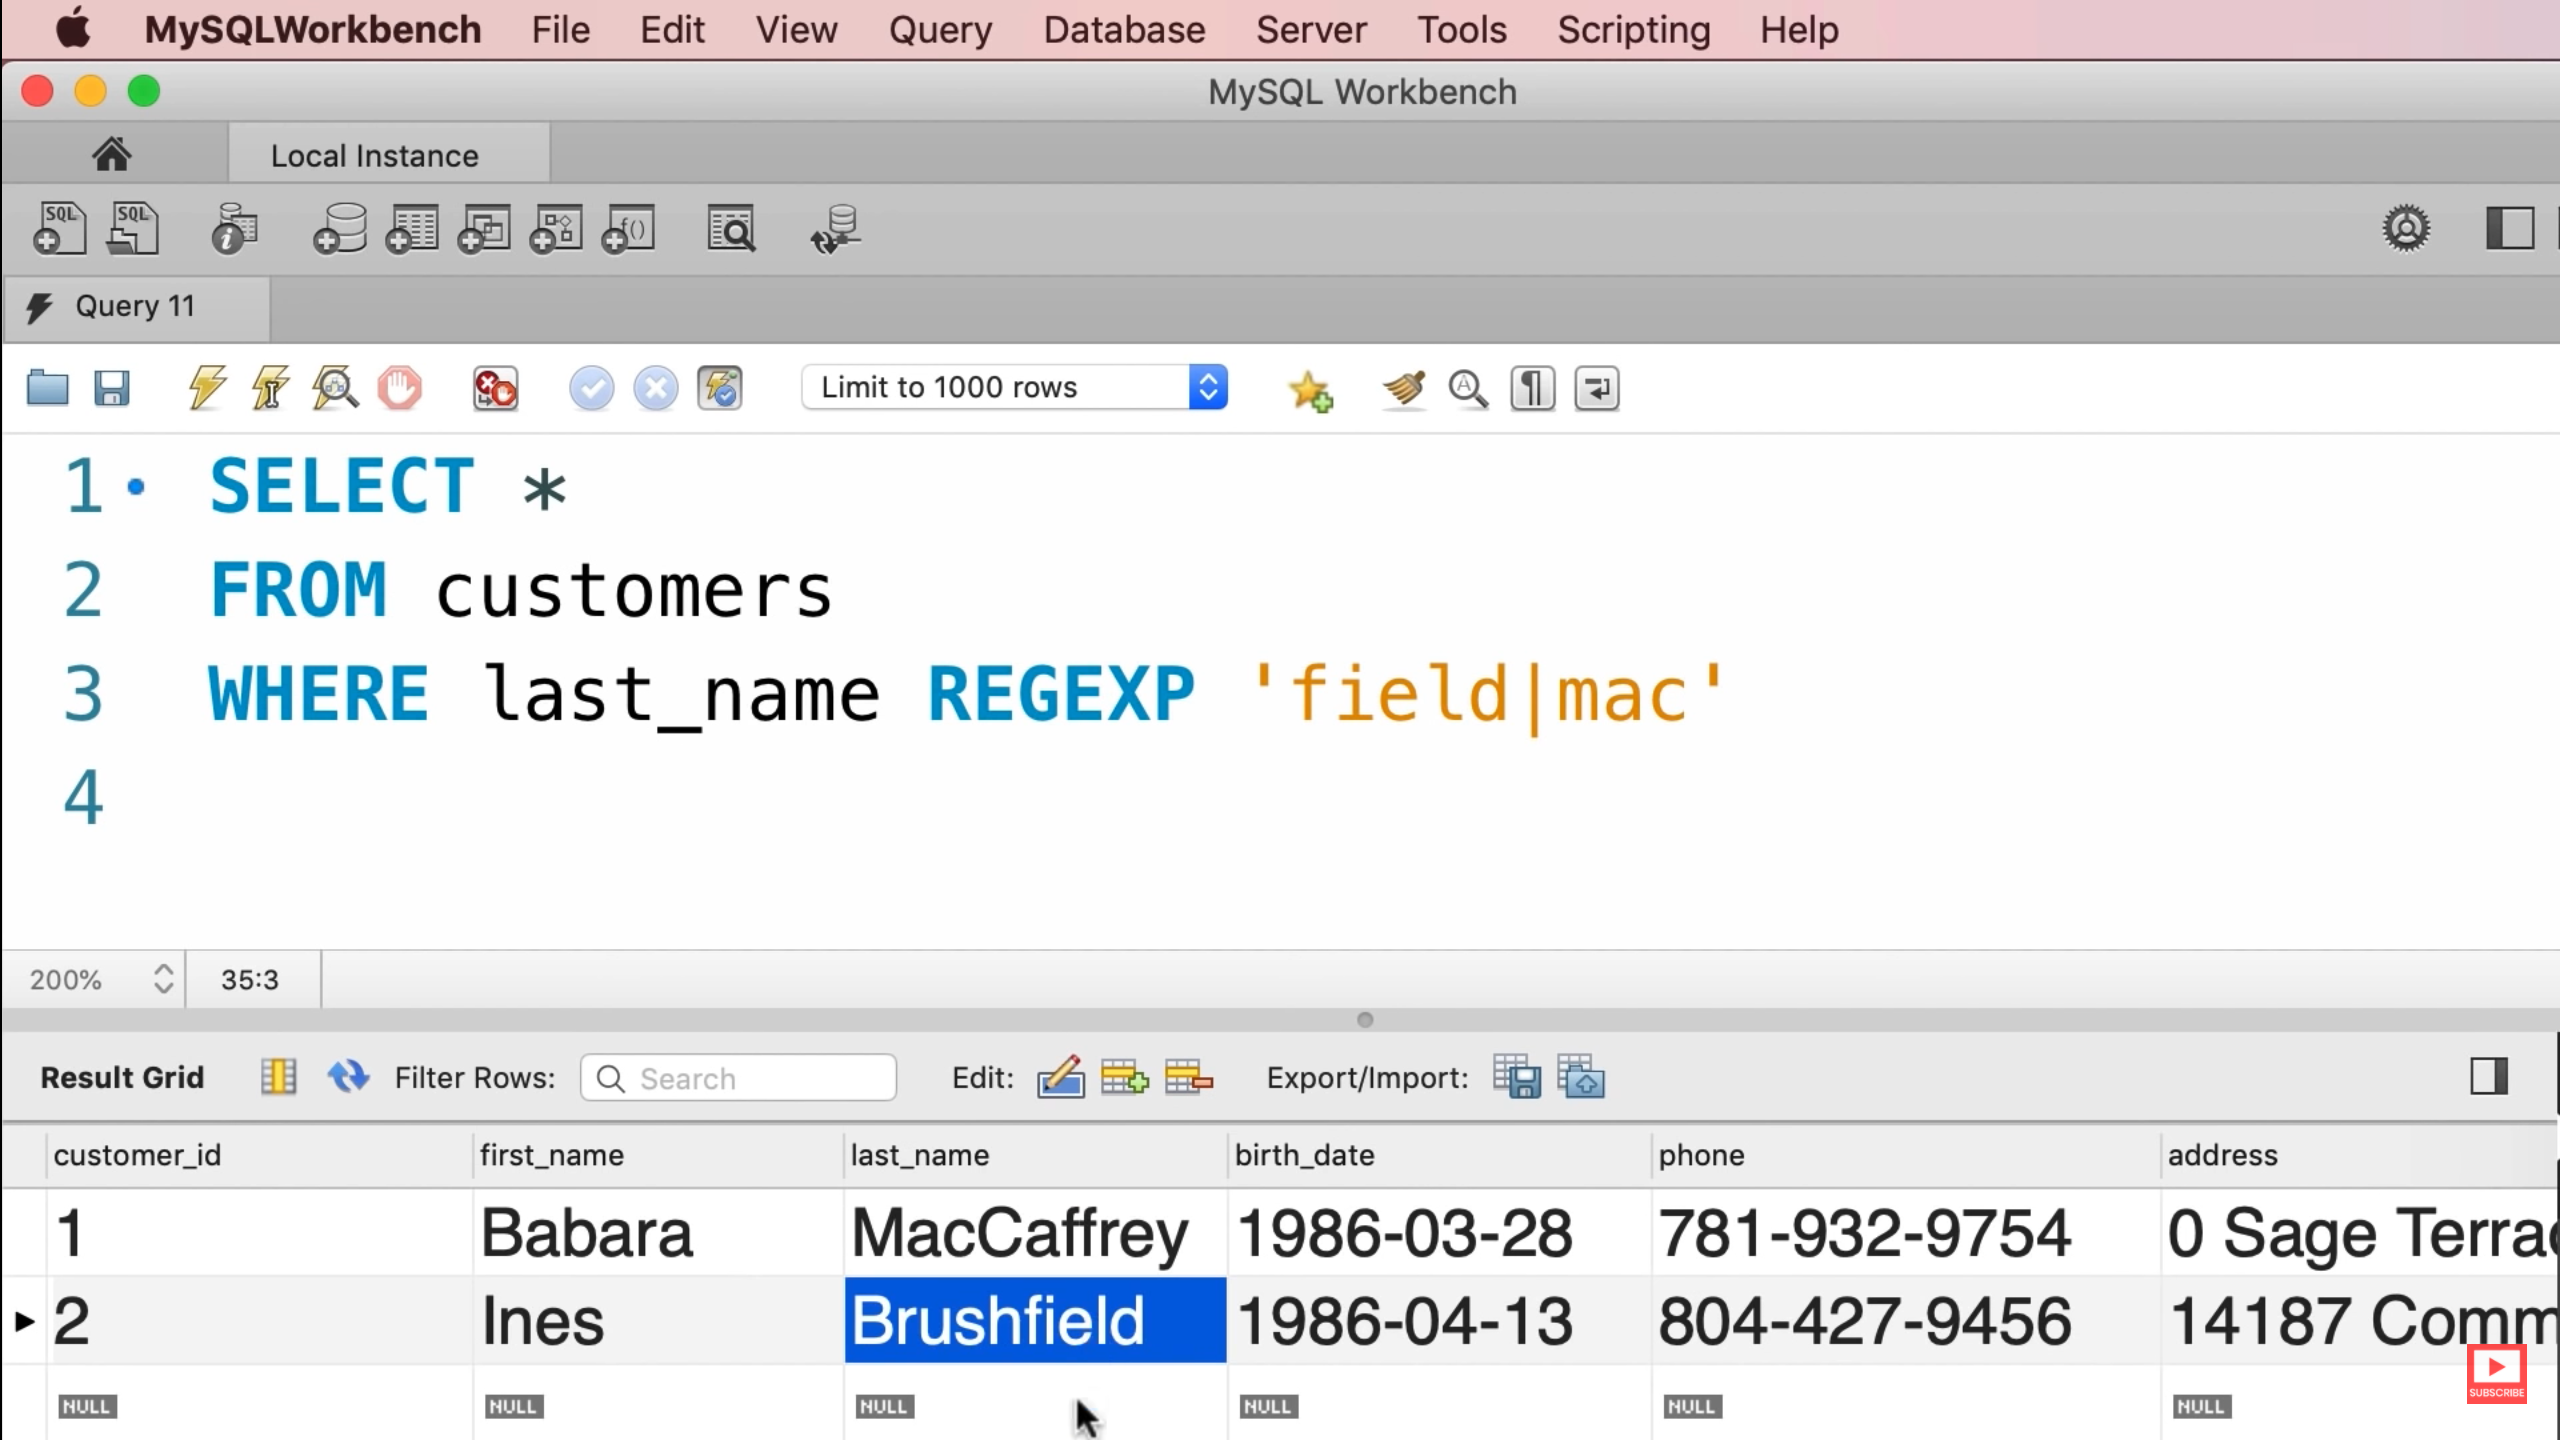 MySQLWorkbench File Edit View Query Database Server Tools Scripting Help
MySQL Workbench
Local Instance
SQL SQL f()
Query 11
Limit to 1000 rows
1 SELECT *
2 FROM customers
3 WHERE last_name REGEXP 'field|mac'
4
200% 35:3
Result Grid Filter Rows: Search Edit: Export/Import:
customer_id first_name last_name birth_date phone address
1 Babara MacCaffrey 1986-03-28 781-932-9754 0 Sage Terrac
2 Ines Brushfield 1986-04-13 804-427-9456 14187 Comm
NULL NULL NULL NULL NULL NULL
SUBSCRIBE